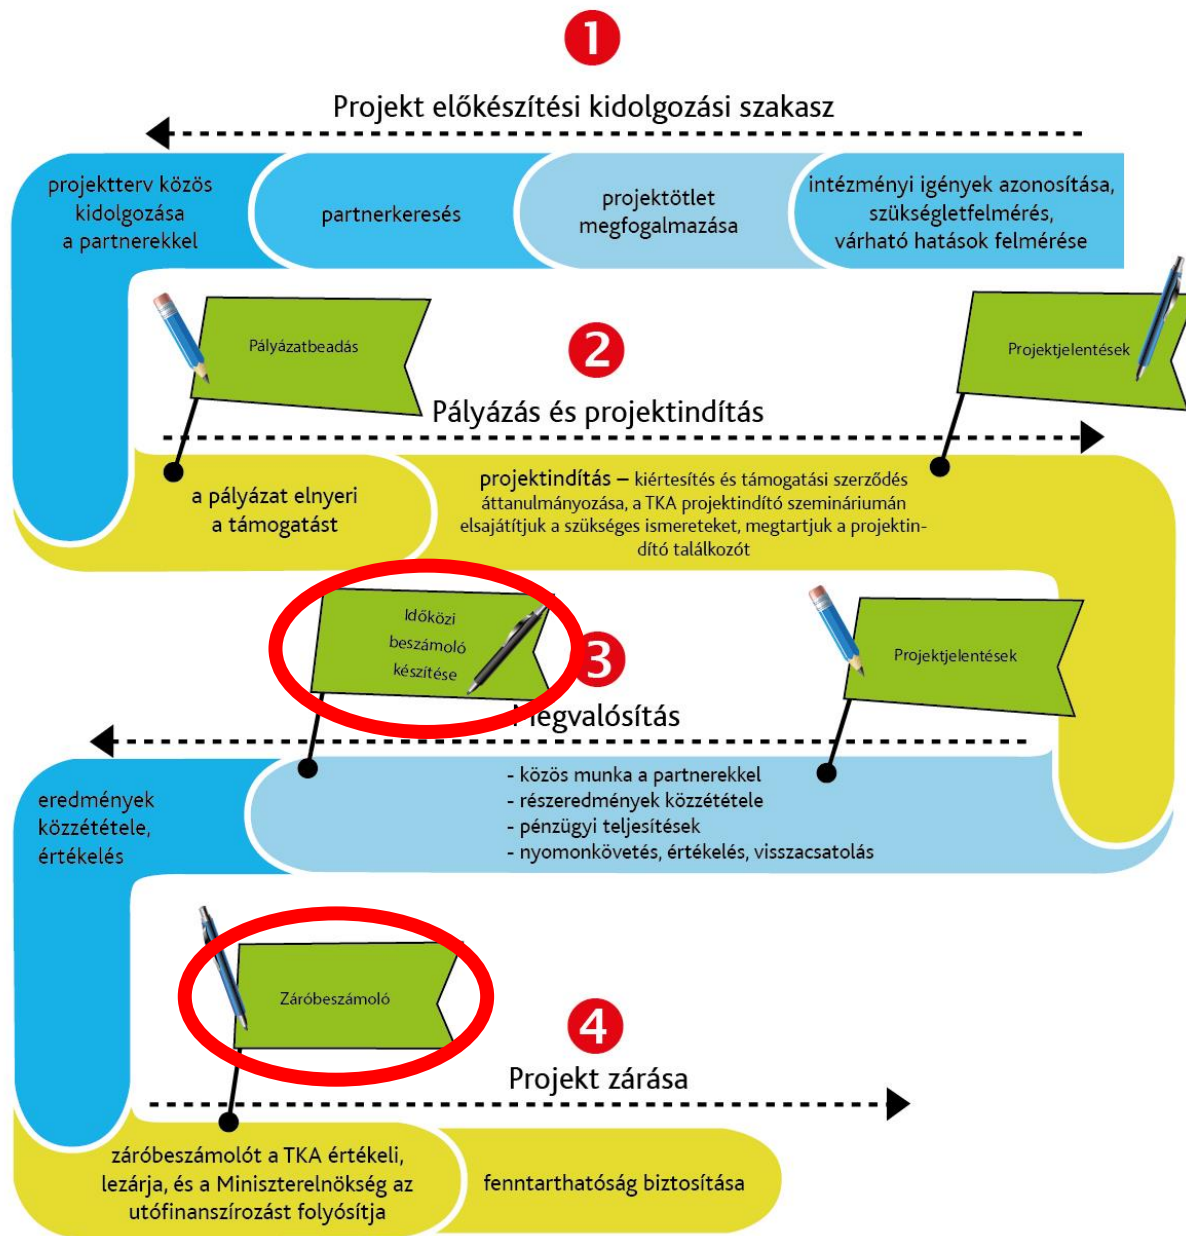 1
Projekt előkészítési kidolgozási szakasz
projektterv közös
kidolgozása
a partnerekkel
partnerkeresés
projektötlet
megfogalmazása
intézményi igények azonosítása,
szükségletfelmérés,
várható hatások felmérése
Pályázatbeadás
2
Projektjelentések
Pályázás és projektindítás
a pályázat elnyeri
a támogatást
projektindítás – kiértesítés és támogatási szerződés
áttanulmányozása, a TKA projektindító szemináriumán
elsajátítjuk a szükséges ismereteket, megtartjuk a projektin-
dító találkozót
Időközi
beszámoló
készítése
3
Projektjelentések
Megvalósítás
eredmények
közzététele,
értékelés
- közös munka a partnerekkel
- részeredmények közzététele
- pénzügyi teljesítések
- nyomonkövetés, értékelés, visszacsatolás
Záróbeszámoló
4
Projekt zárása
záróbeszámolót a TKA értékeli,
lezárja, és a Miniszterelnökség az
utófinanszírozást folyósítja
fenntarthatóság biztosítása